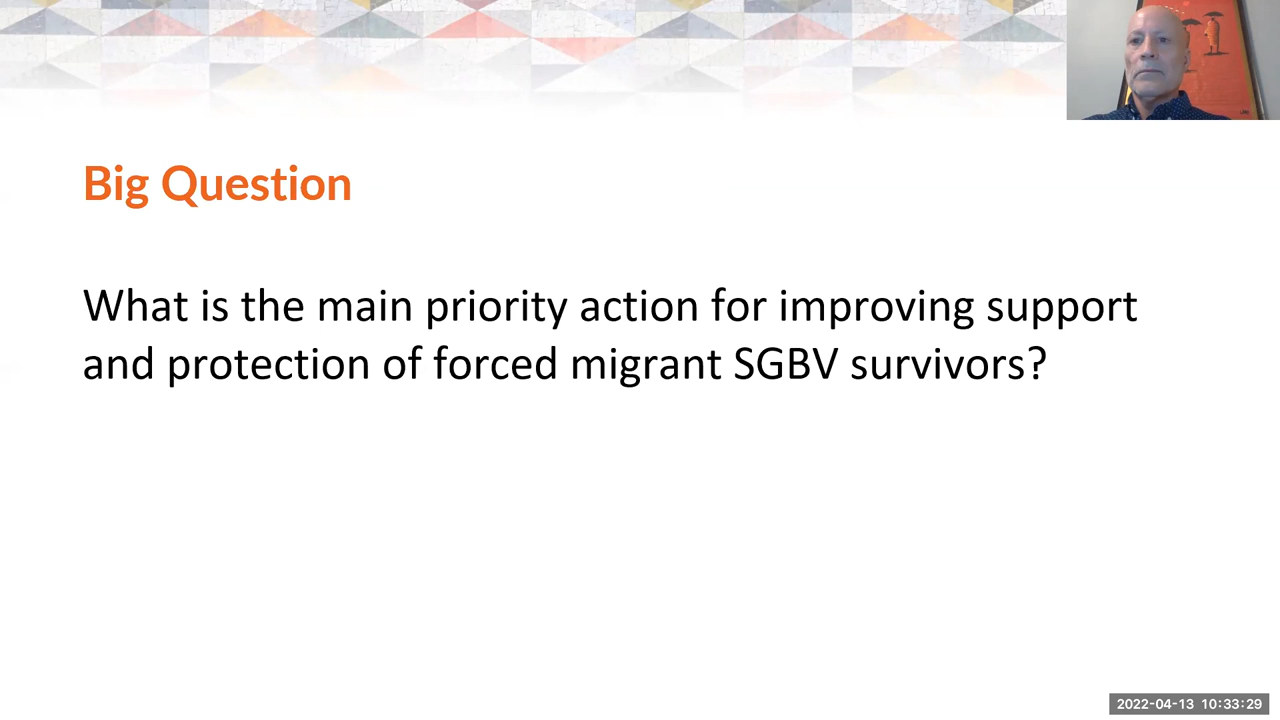 Big Question
What is the main priority action for improving support
and protection of forced migrant SGBV survivors?
2022-04-13 10:33:29